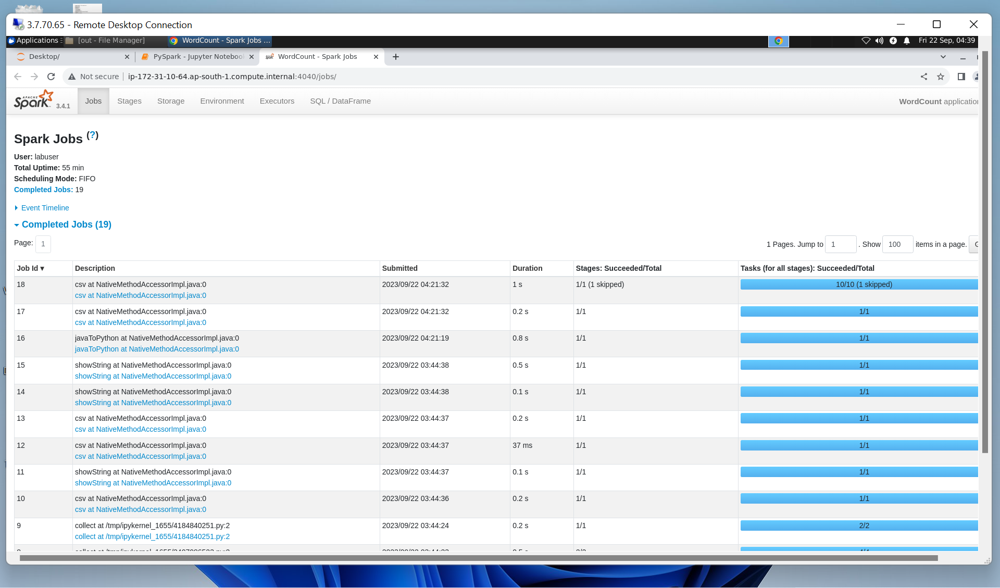 3.7.70.65 - Remote Desktop Connection
Applications [out - File Manager] WordCount - Spark Jobs ... Fri 22 Sep, 04:39
Desktop/ PySpark - Jupyter Notebook WordCount - Spark Jobs
Not secure ip-172-31-10-64.ap-south-1.compute.internal:4040/jobs/
APACHE Spark 3.4.1 Jobs Stages Storage Environment Executors SQL / DataFrame WordCount application
Spark Jobs (?)
User: labuser
Total Uptime: 55 min
Scheduling Mode: FIFO
Completed Jobs: 19
Event Timeline
Completed Jobs (19)
Page: 1 1 Pages. Jump to 1 . Show 100 items in a page.
Job Id ▾ Description Submitted Duration Stages: Succeeded/Total Tasks (for all stages): Succeeded/Total
18 csv at NativeMethodAccessorImpl.java:0 2023/09/22 04:21:32 1 s 1/1 (1 skipped) 10/10 (1 skipped)
csv at NativeMethodAccessorImpl.java:0
17 csv at NativeMethodAccessorImpl.java:0 2023/09/22 04:21:32 0.2 s 1/1 1/1
csv at NativeMethodAccessorImpl.java:0
16 javaToPython at NativeMethodAccessorImpl.java:0 2023/09/22 04:21:19 0.8 s 1/1 1/1
javaToPython at NativeMethodAccessorImpl.java:0
15 showString at NativeMethodAccessorImpl.java:0 2023/09/22 03:44:38 0.5 s 1/1 1/1
showString at NativeMethodAccessorImpl.java:0
14 showString at NativeMethodAccessorImpl.java:0 2023/09/22 03:44:38 0.1 s 1/1 1/1
showString at NativeMethodAccessorImpl.java:0
13 csv at NativeMethodAccessorImpl.java:0 2023/09/22 03:44:37 0.2 s 1/1 1/1
csv at NativeMethodAccessorImpl.java:0
12 csv at NativeMethodAccessorImpl.java:0 2023/09/22 03:44:37 37 ms 1/1 1/1
csv at NativeMethodAccessorImpl.java:0
11 showString at NativeMethodAccessorImpl.java:0 2023/09/22 03:44:37 0.1 s 1/1 1/1
showString at NativeMethodAccessorImpl.java:0
10 csv at NativeMethodAccessorImpl.java:0 2023/09/22 03:44:36 0.2 s 1/1 1/1
csv at NativeMethodAccessorImpl.java:0
9 collect at /tmp/ipykernel_1655/4184840251.py:2 2023/09/22 03:44:24 0.2 s 1/1 2/2
collect at /tmp/ipykernel_1655/4184840251.py:2